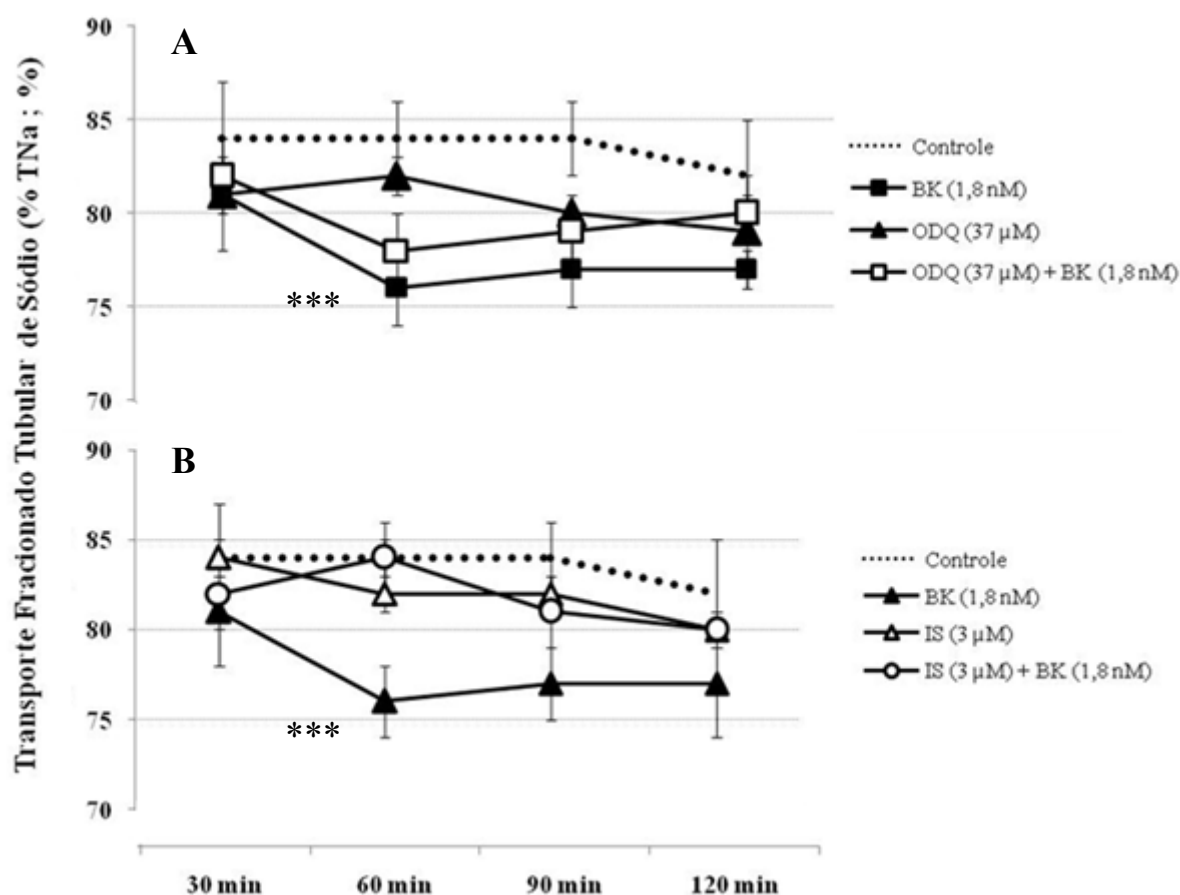 Transporte Fracionado Tubular de Sódio (% TNa ; %)
A
90
85
80
75
70
***
Controle
BK (1,8 nM)
ODQ (37 µM)
ODQ (37 µM) + BK (1,8 nM)
B
90
85
80
75
70
***
Controle
BK (1,8 nM)
IS (3 µM)
IS (3 µM) + BK (1,8 nM)
30 min 60 min 90 min 120 min